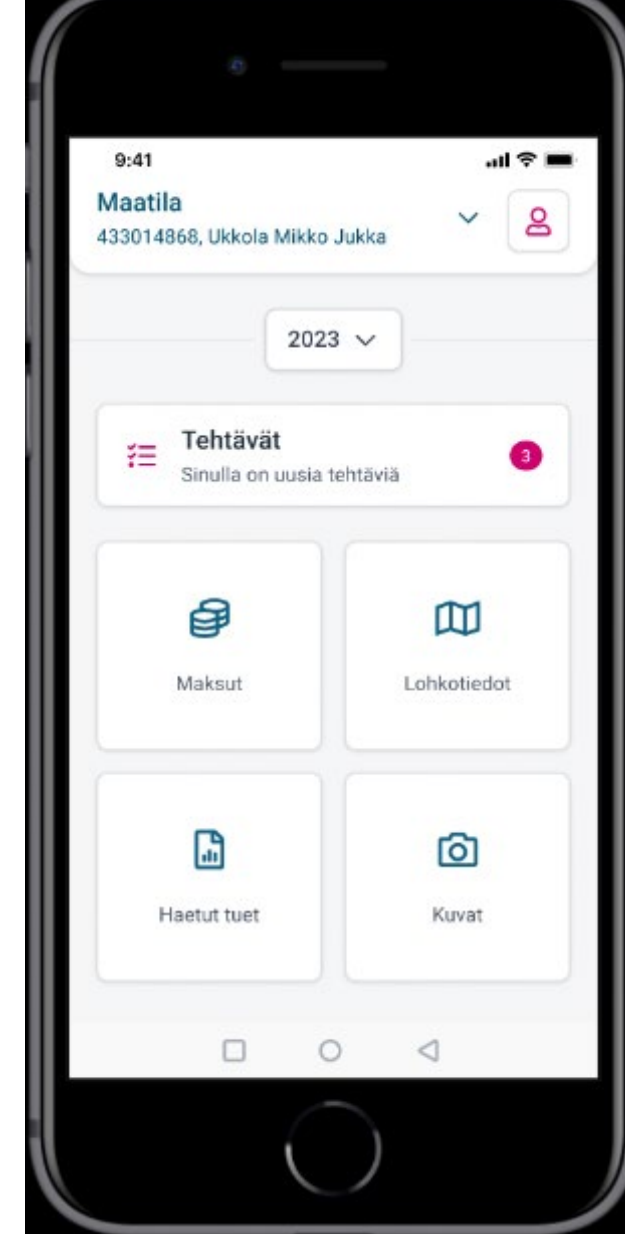 9:41
Maatila
433014868, Ukkola Mikko Jukka
2023
Tehtävät
Sinulla on uusia tehtäviä
3
Maksut
Lohkotiedot
Haetut tuet
Kuvat